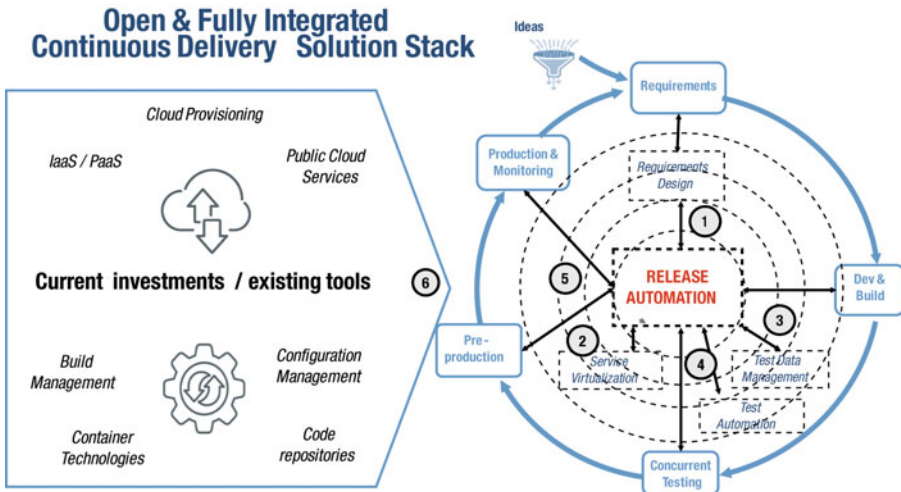 Open & Fully Integrated
Continuous Delivery Solution Stack
Cloud Provisioning
IaaS / PaaS
Public Cloud
Services
Current investments / existing tools
Build
Management
Configuration
Management
Container
Technologies
Code
repositories
6
Ideas
Requirements
Production &
Monitoring
Requirements
Design
1
5
RELEASE
AUTOMATION
Dev &
Build
3
Pre -
production
2
Service
Virtualization
4
Test Data
Management
Test
Automation
Concurrent
Testing